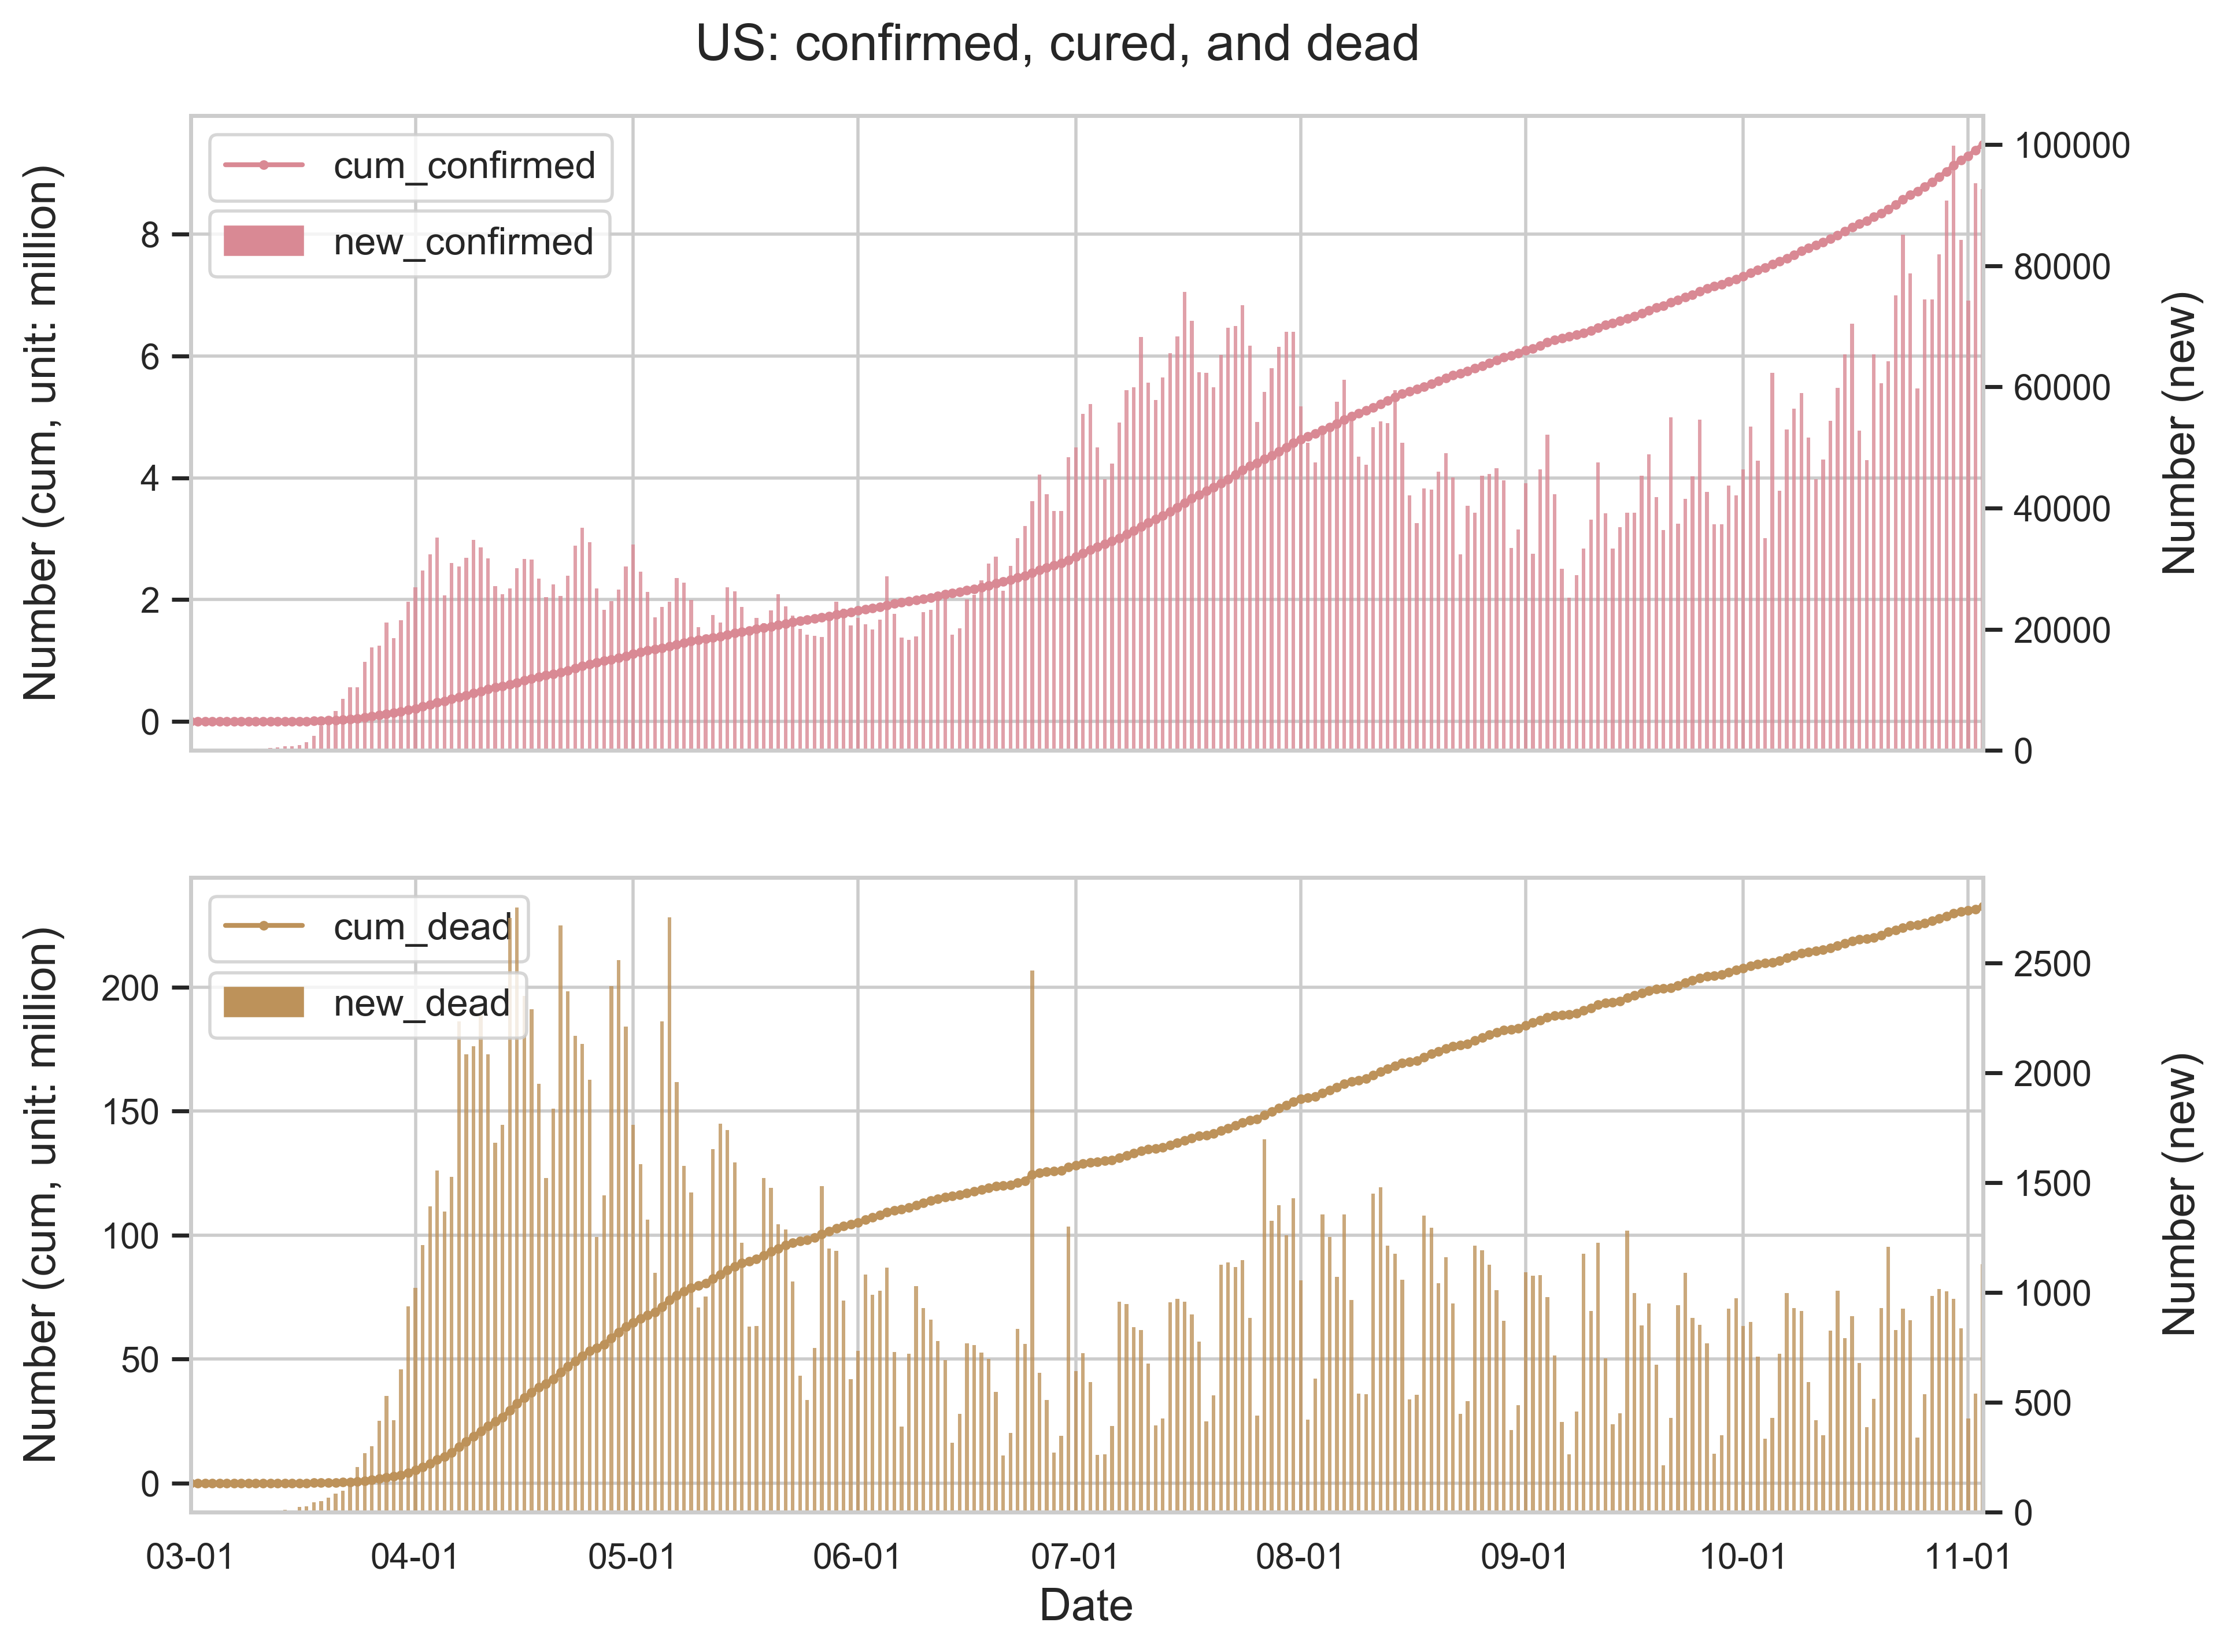 US: confirmed, cured, and dead
cum_confirmed
new_confirmed
Number (cum, unit: million)
8
6
4
2
0
100000
80000
60000
40000
20000
0
Number (new)
cum_dead
new_dead
Number (cum, unit: million)
200
150
100
50
0
2500
2000
1500
1000
500
0
Number (new)
03-01 04-01 05-01 06-01 07-01 08-01 09-01 10-01 11-01
Date